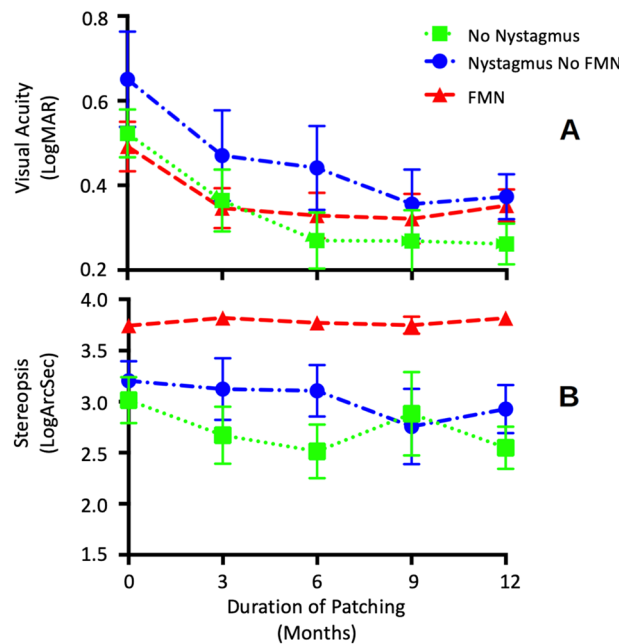 No Nystagmus
Nystagmus No FMN
FMN
A
Visual Acuity
(LogMAR)
0.8
0.6
0.4
0.2
B
Stereopsis
(LogArcSec)
4.0
3.5
3.0
2.5
2.0
1.5
0 3 6 9 12
Duration of Patching
(Months)